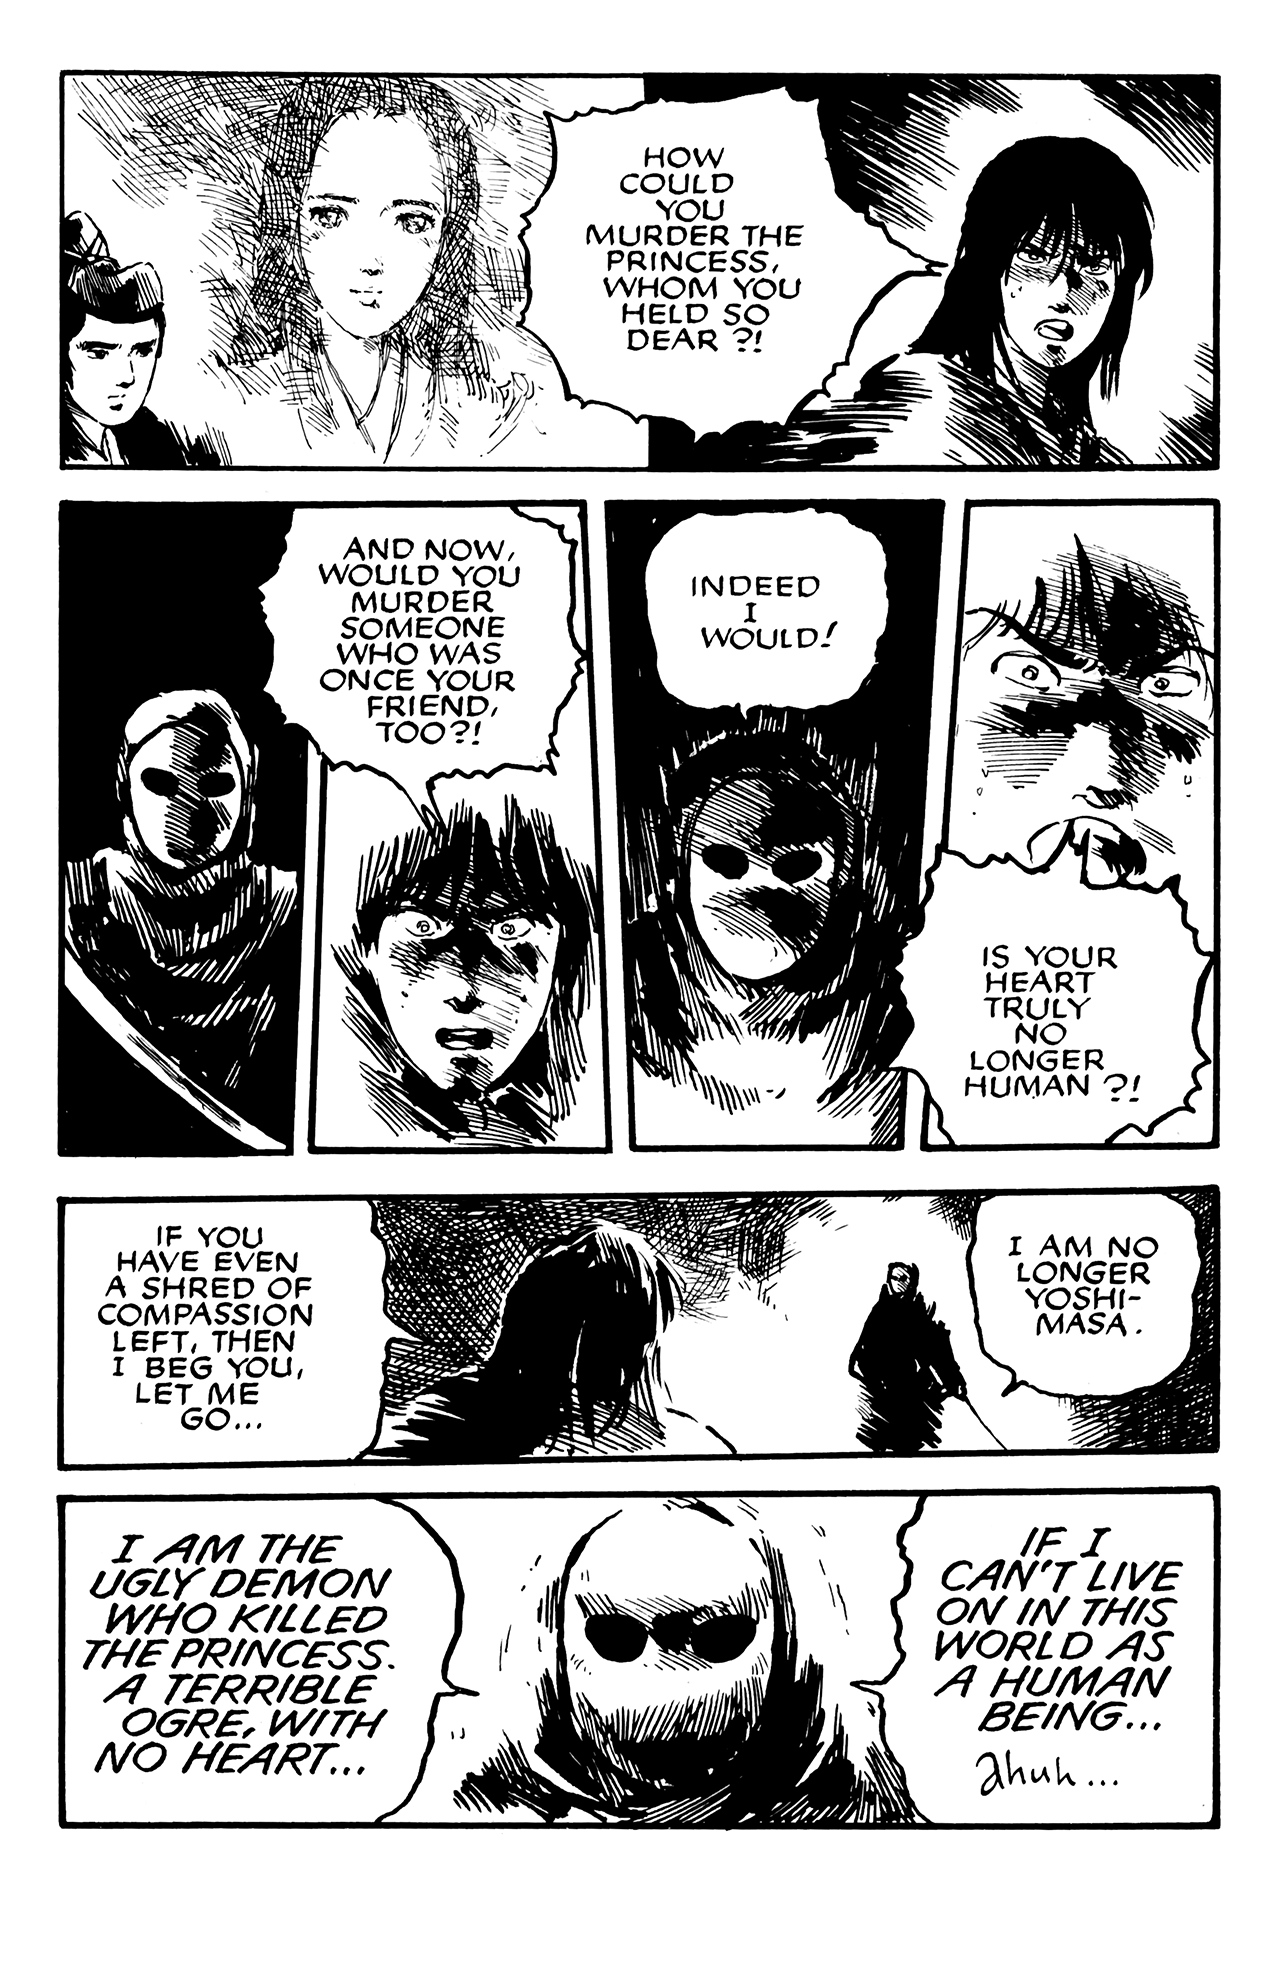 HOW
COULD
YOU
MURDER THE
PRINCESS,
WHOM YOU
HELD SO
DEAR?!
AND NOW,
WOULD YOU
MURDER
SOMEONE
WHO WAS
ONCE YOUR
FRIEND,
TOO?!
INDEED
I
WOULD!
IS YOUR
HEART
TRULY
NO
LONGER
HUMAN?!
IF YOU
HAVE EVEN
A SHRED OF
COMPASSION
LEFT, THEN
I BEG YOU,
LET ME
GO...
I AM NO
LONGER
YOSHI-
MASA.
I AM THE
UGLY DEMON
WHO KILLED
THE PRINCESS.
A TERRIBLE
OGRE, WITH
NO HEART...
IF I
CAN'T LIVE
ON IN THIS
WORLD AS
A HUMAN
BEING...
ahuh...